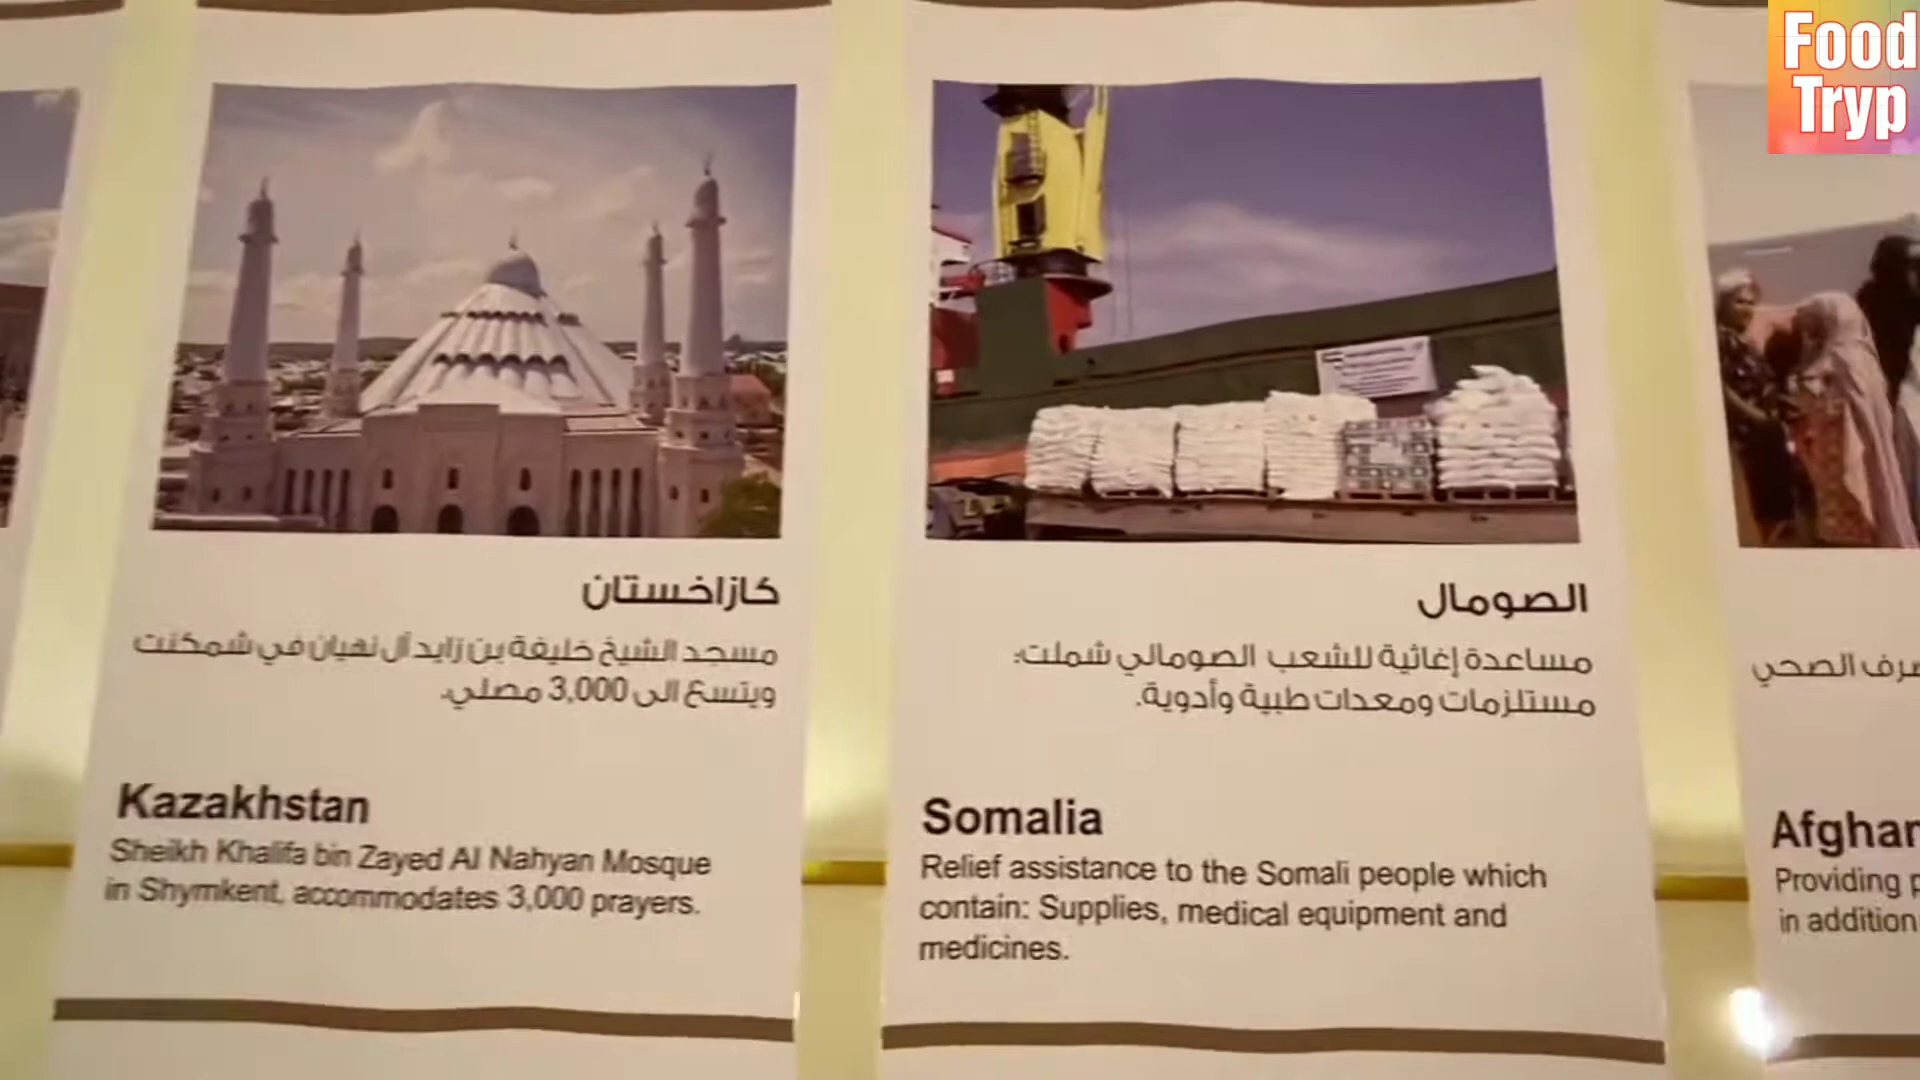 Food
Tryp
كازاخستان
مسجد الشيخ خليفة بن زايد آل نهيان في شمكنت
ويتسع الى 3,000 مصلي.
Kazakhstan
Sheikh Khalifa bin Zayed Al Nahyan Mosque
in Shymkent, accommodates 3,000 prayers.
الصومال
مساعدة إغاثية للشعب الصومالي شملت:
مستلزمات ومعدات طبية وأدوية.
Somalia
Relief assistance to the Somali people which
contain: Supplies, medical equipment and
medicines.
الصحي
Afghan
Providing
in addition